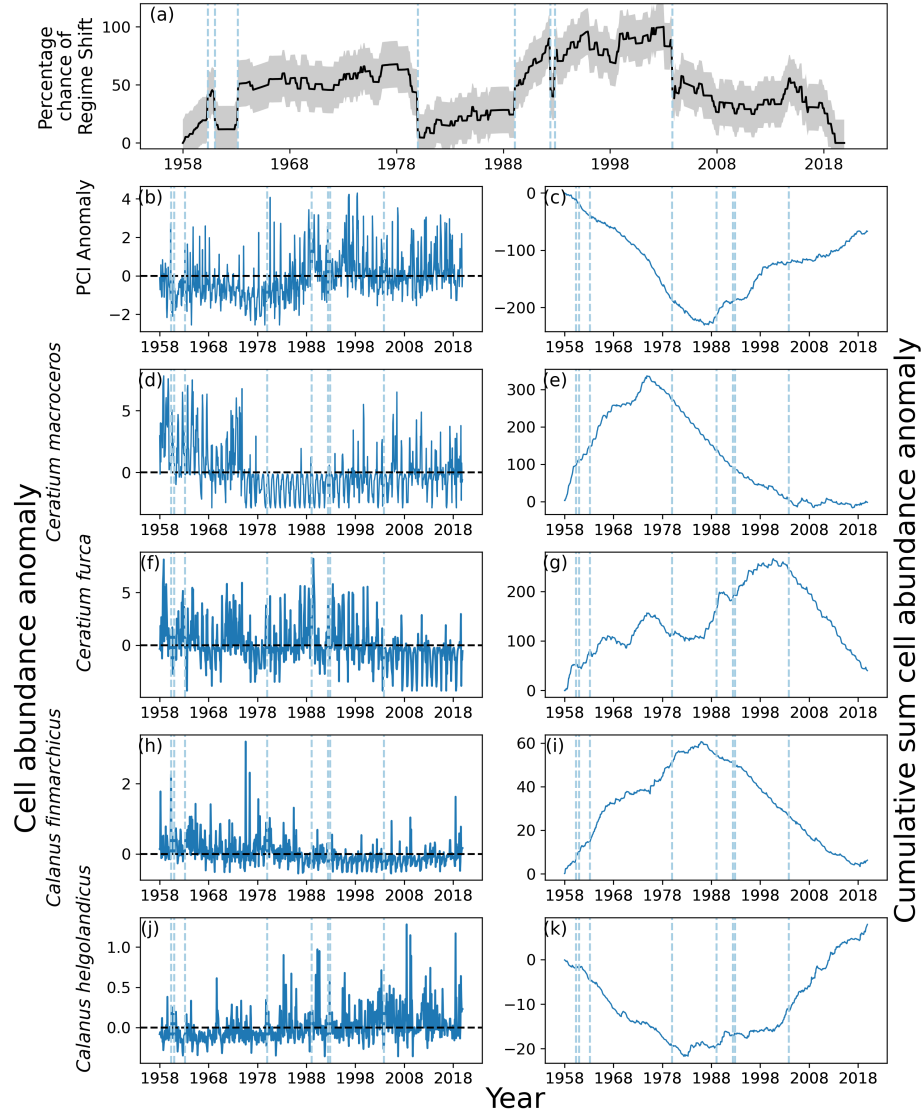 (a)
Percentage
chance of
Regime Shift
100
50
0
1958 1968 1978 1988 1998 2008 2018
(b)
PCI Anomaly
4
2
0
−2
1958 1968 1978 1988 1998 2008 2018
(c)
0
−100
−200
1958 1968 1978 1988 1998 2008 2018
(d)
Ceratium macroceros
5
0
1958 1968 1978 1988 1998 2008 2018
(e)
300
200
100
0
1958 1968 1978 1988 1998 2008 2018
(f)
Ceratium furca
5
0
1958 1968 1978 1988 1998 2008 2018
(g)
200
100
0
1958 1968 1978 1988 1998 2008 2018
(h)
Calanus finmarchicus
2
0
1958 1968 1978 1988 1998 2008 2018
(i)
60
40
20
0
1958 1968 1978 1988 1998 2008 2018
(j)
Calanus helgolandicus
1.0
0.5
0.0
1958 1968 1978 1988 1998 2008 2018
(k)
0
−10
−20
1958 1968 1978 1988 1998 2008 2018
Cell abundance anomaly
Cumulative sum cell abundance anomaly
Year